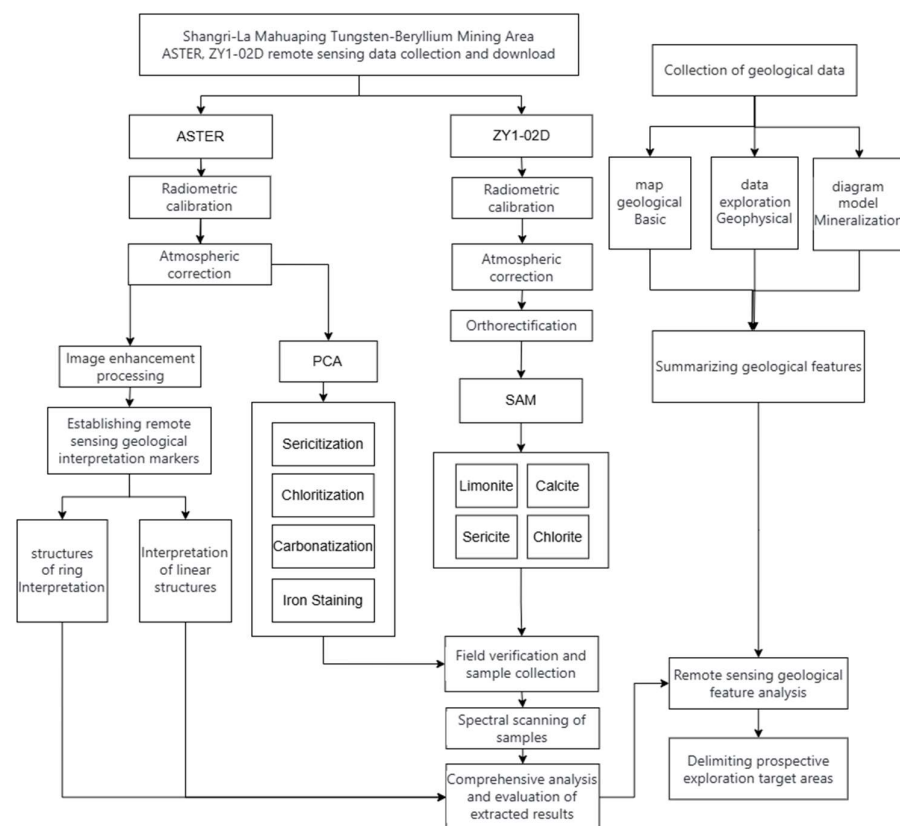 Shangri-La Mahuaping Tungsten-Beryllium Mining Area
ASTER, ZY1-02D remote sensing data collection and download
Collection of geological data
ASTER
ZY1-02D
map
geological
Basic
data
exploration
Geophysical
diagram
model
Mineralization
Radiometric
calibration
Radiometric
calibration
Atmospheric
correction
Atmospheric
correction
Orthorectification
Image enhancement
processing
PCA
Summarizing geological features
SAM
Establishing remote
sensing geological
interpretation markers
Sericitization
Chloritization
Carbonatization
Iron Staining
Limonite
Calcite
Sericite
Chlorite
structures
of ring
Interpretation
Interpretation
of linear
structures
Field verification and
sample collection
Remote sensing geological
feature analysis
Spectral scanning of
samples
Delimiting prospective
exploration target areas
Comprehensive analysis
and evaluation of
extracted results